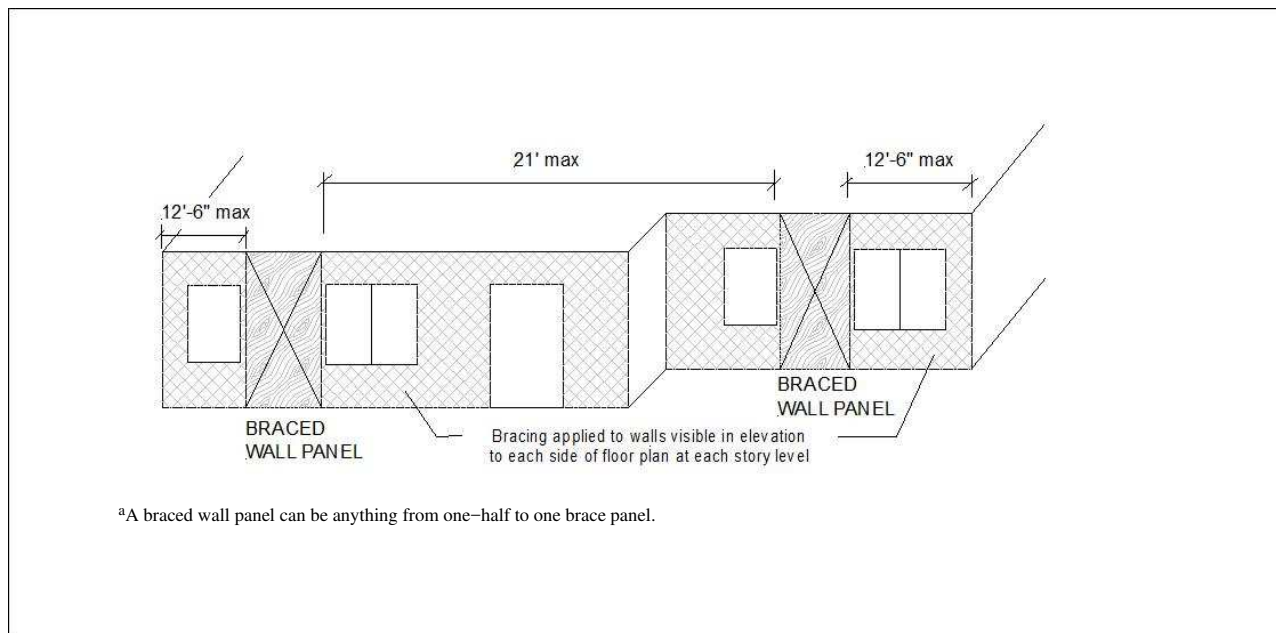 21' max
12'-6" max
12'-6" max
BRACED
WALL PANEL
BRACED
WALL PANEL
Bracing applied to walls visible in elevation
to each side of floor plan at each story level
aA braced wall panel can be anything from one−half to one brace panel.